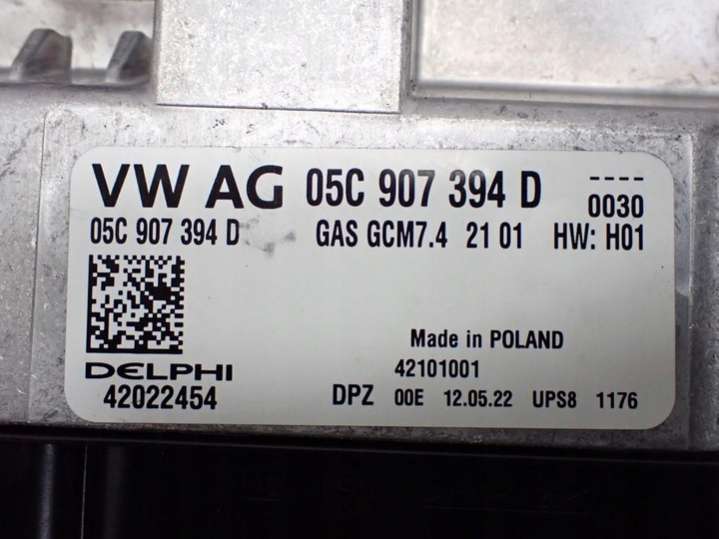 VW AG 05C 907 394 D ----
0030
05C 907 394 D GAS GCM7.4 21 01 HW: H01
Made in POLAND
DELPHI 42101001
42022454 DPZ 00E 12.05.22 UPS8 1176